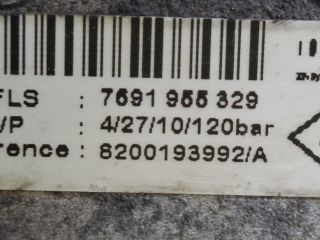 FLS : 7691 955 329
/P : 4/27/10/120bar
rence : 8200193992/A